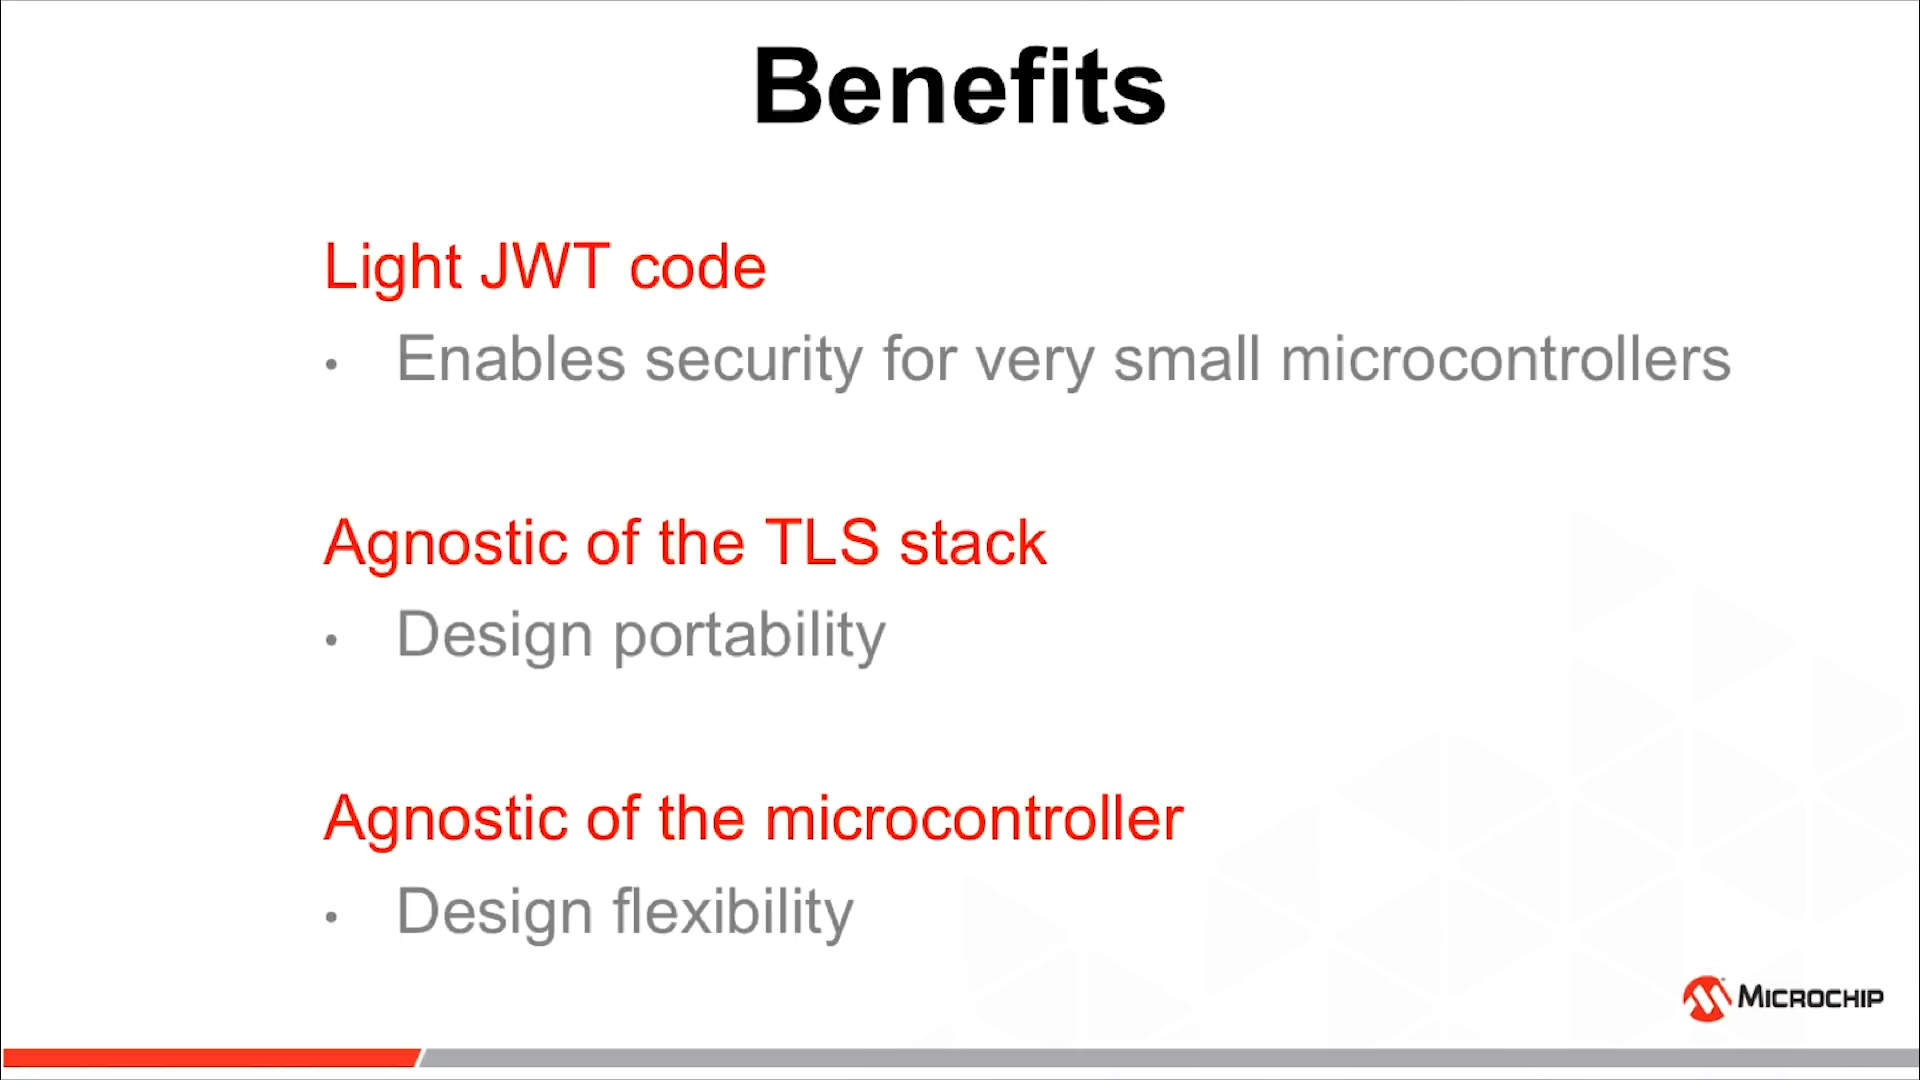 Benefits
Light JWT code
• Enables security for very small microcontrollers
Agnostic of the TLS stack
• Design portability
Agnostic of the microcontroller
• Design flexibility
MICROCHIP